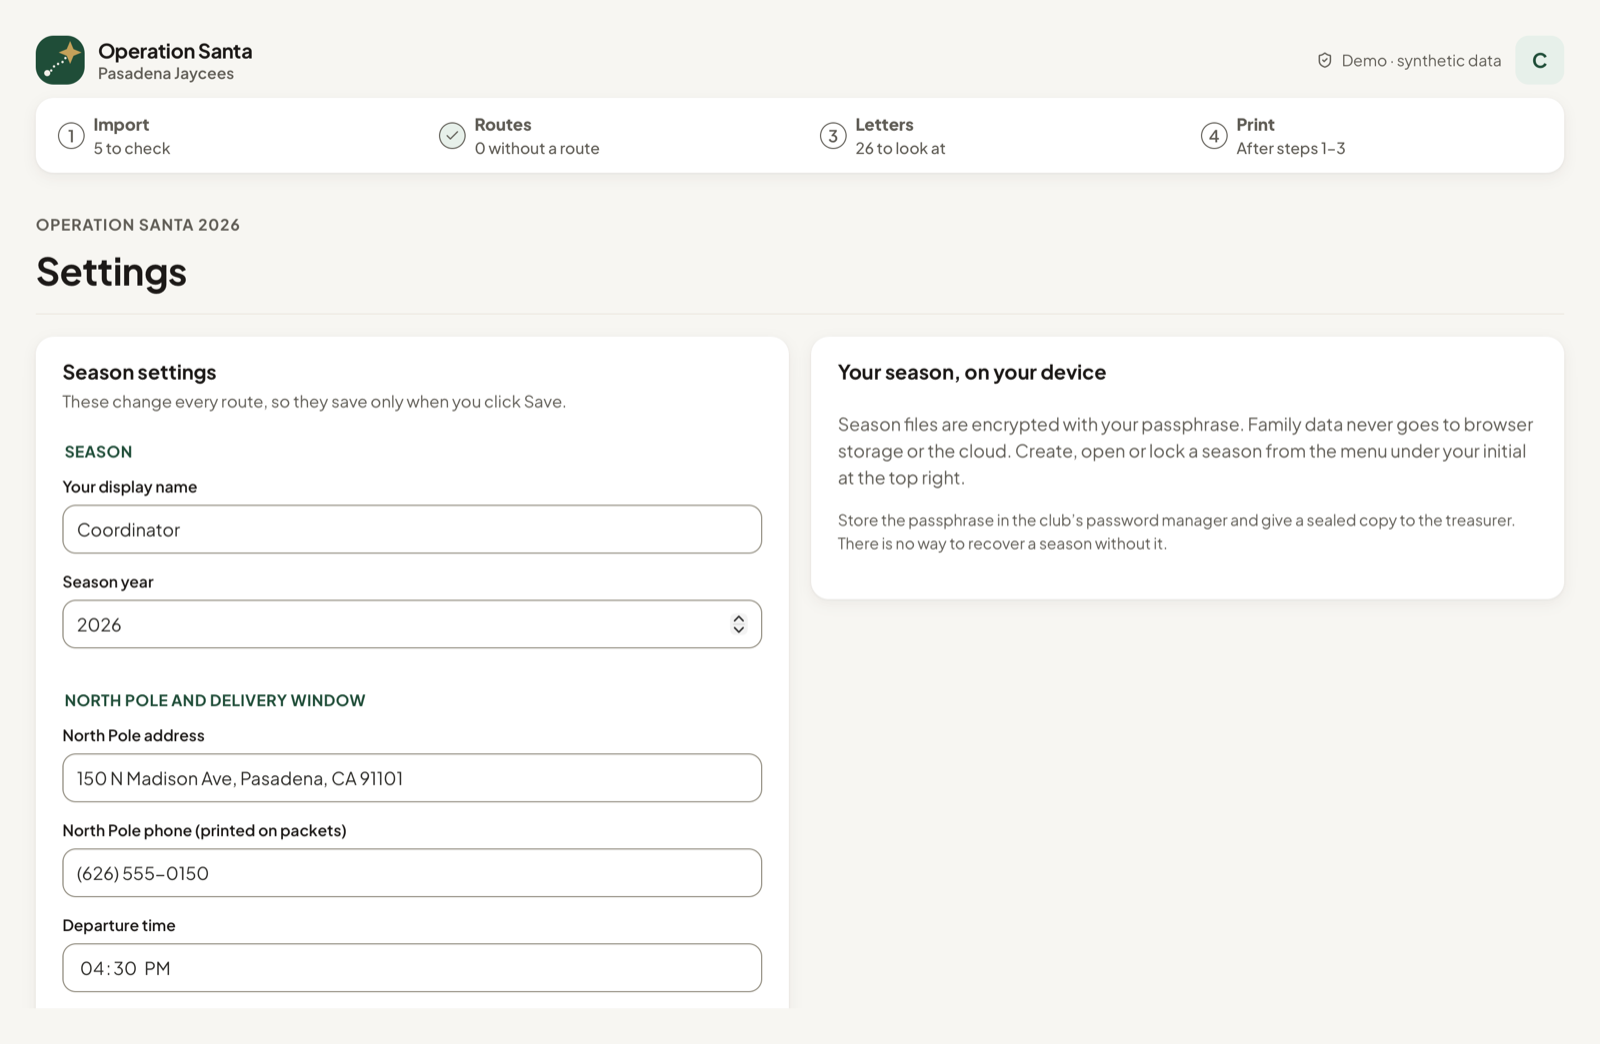 Operation Santa
Pasadena Jaycees
Demo · synthetic data
C
1
Import
5 to check
Routes
0 without a route
3
Letters
26 to look at
4
Print
After steps 1–3
OPERATION SANTA 2026
Settings
Season settings
These change every route, so they save only when you click Save.
SEASON
Your display name
Coordinator
Season year
2026
NORTH POLE AND DELIVERY WINDOW
North Pole address
150 N Madison Ave, Pasadena, CA 91101
North Pole phone (printed on packets)
(626) 555–0150
Departure time
04:30 PM
Your season, on your device
Season files are encrypted with your passphrase. Family data never goes to browser
storage or the cloud. Create, open or lock a season from the menu under your initial
at the top right.
Store the passphrase in the club’s password manager and give a sealed copy to the treasurer.
There is no way to recover a season without it.